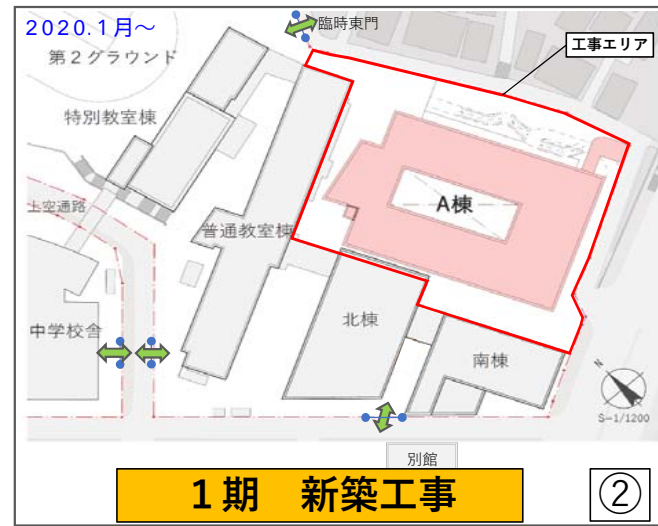 2020.1月～
臨時東門
第２グラウンド
工事エリア
特別教室棟
上空通路
A棟
普通教室棟
中学校舎
北棟
南棟
N
S-1/1200
別館
１期　新築工事
②